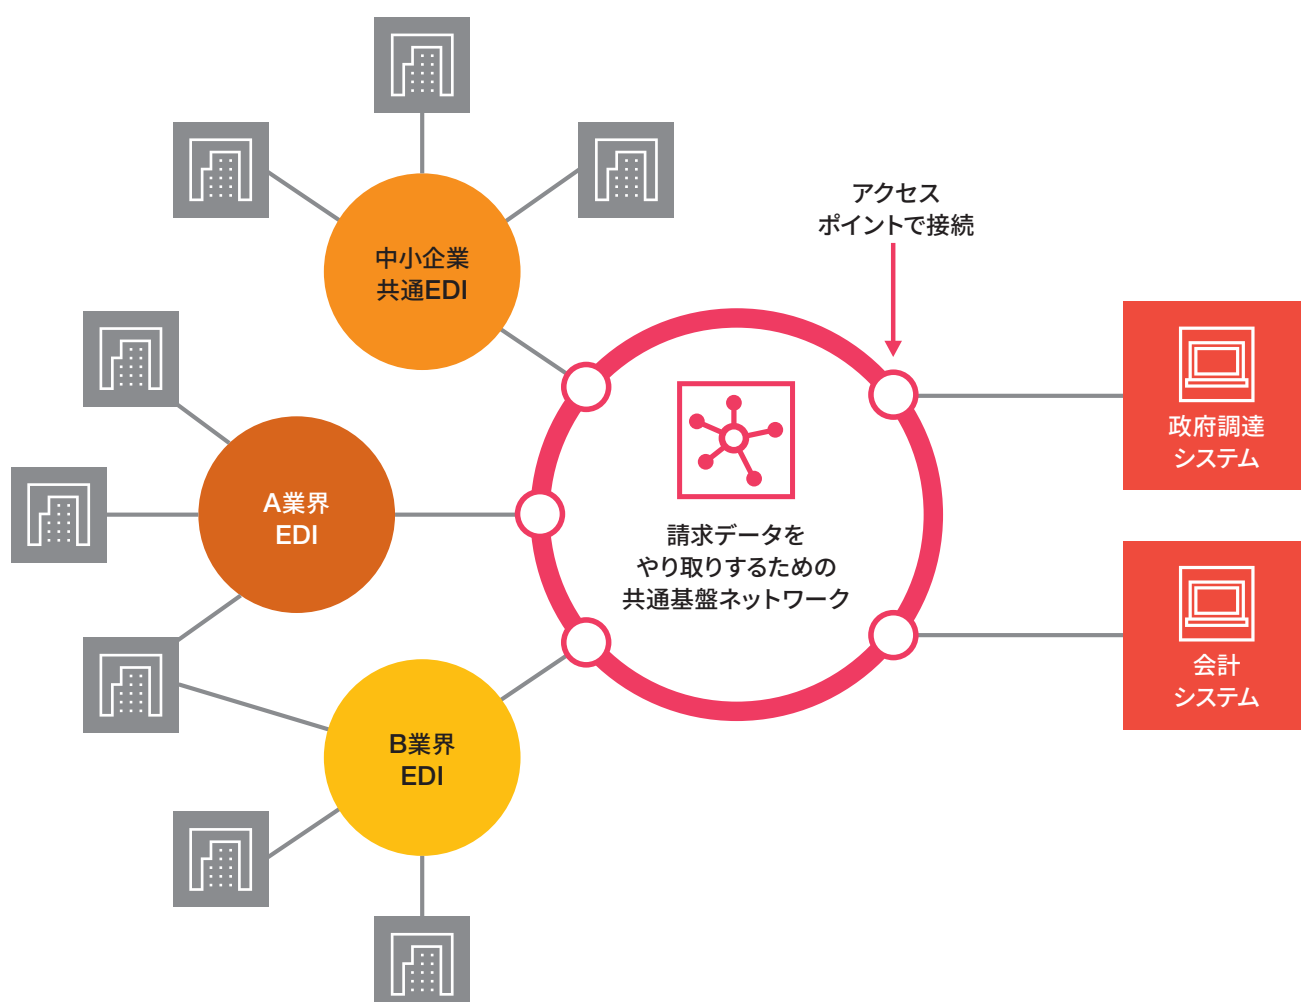 アクセス
ポイントで接続
中小企業
共通EDI
A業界
EDI
B業界
EDI
請求データを
やり取りするための
共通基盤ネットワーク
政府調達
システム
会計
システム